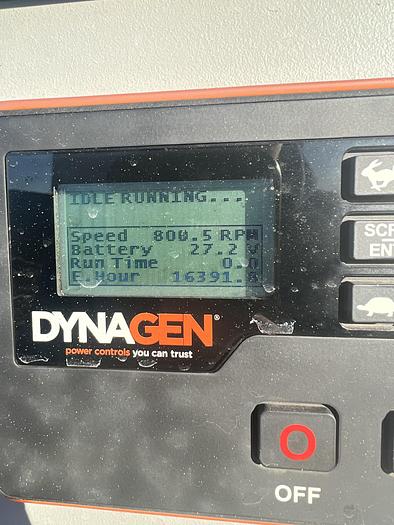 IDLE RUNNING...
Speed 800.5 RPM
Battery 27.2 V
Run Time 0.0
E.Hour 16391.8
DYNAGEN®
power controls you can trust
OFF